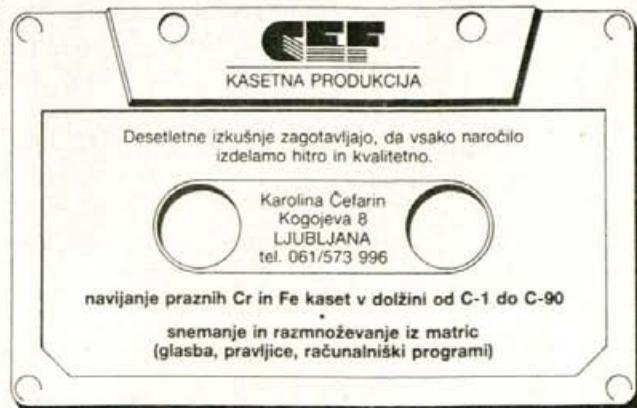 CEF
KASETNA PRODUKCIJA
Desetletne izkušnje zagotavljajo, da vsako naročilo
izdelamo hitro in kvalitetno.
Karolina Čefarin
Kogojeva 8
LJUBLJANA
tel. 061/573 996
navijanje praznih Cr in Fe kaset v dolžini od C-1 do C-90
•
snemanje in razmnoževanje iz matric
(glasba, pravljice, računalniški programi)